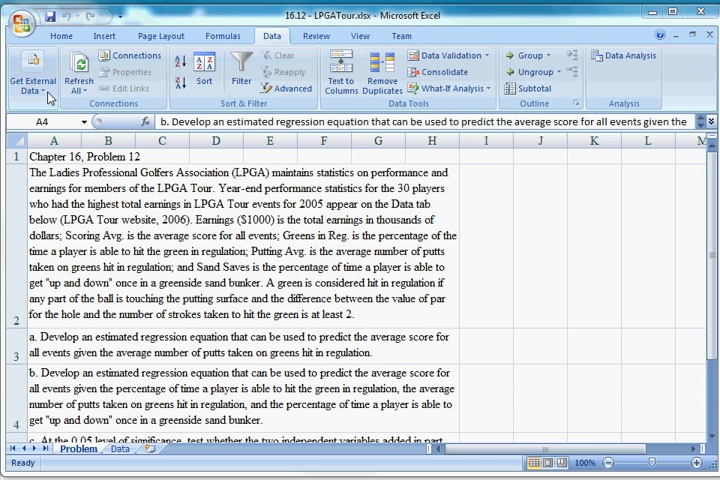 16.12 - LPGATour.xlsx - Microsoft Excel
Home Insert Page Layout Formulas Data Review View Team
Get External Data
Refresh All
Connections
Properties
Edit Links
Connections
Sort
Filter
Clear
Reapply
Advanced
Sort & Filter
Text to Columns
Remove Duplicates
Data Validation
Consolidate
What-If Analysis
Data Tools
Group
Ungroup
Subtotal
Outline
Data Analysis
Analysis
A4 b. Develop an estimated regression equation that can be used to predict the average score for all events given the
A B C D E F G H I J K L M
1 Chapter 16, Problem 12
The Ladies Professional Golfers Association (LPGA) maintains statistics on performance and
earnings for members of the LPGA Tour. Year-end performance statistics for the 30 players
who had the highest total earnings in LPGA Tour events for 2005 appear on the Data tab
below (LPGA Tour website, 2006). Earnings ($1000) is the total earnings in thousands of
dollars; Scoring Avg. is the average score for all events; Greens in Reg. is the percentage of the
time a player is able to hit the green in regulation; Putting Avg. is the average number of putts
taken on greens hit in regulation; and Sand Saves is the percentage of time a player is able to
get "up and down" once in a greenside sand bunker. A green is considered hit in regulation if
any part of the ball is touching the putting surface and the difference between the value of par
2 for the hole and the number of strokes taken to hit the green is at least 2.
a. Develop an estimated regression equation that can be used to predict the average score for
3 all events given the average number of putts taken on greens hit in regulation.
b. Develop an estimated regression equation that can be used to predict the average score for
all events given the percentage of time a player is able to hit the green in regulation, the average
number of putts taken on greens hit in regulation, and the percentage of time a player is able to
4 get "up and down" once in a greenside sand bunker.
c. At the 0.05 level of significance, test whether the two independent variables added in part
Problem Data
Ready 100%